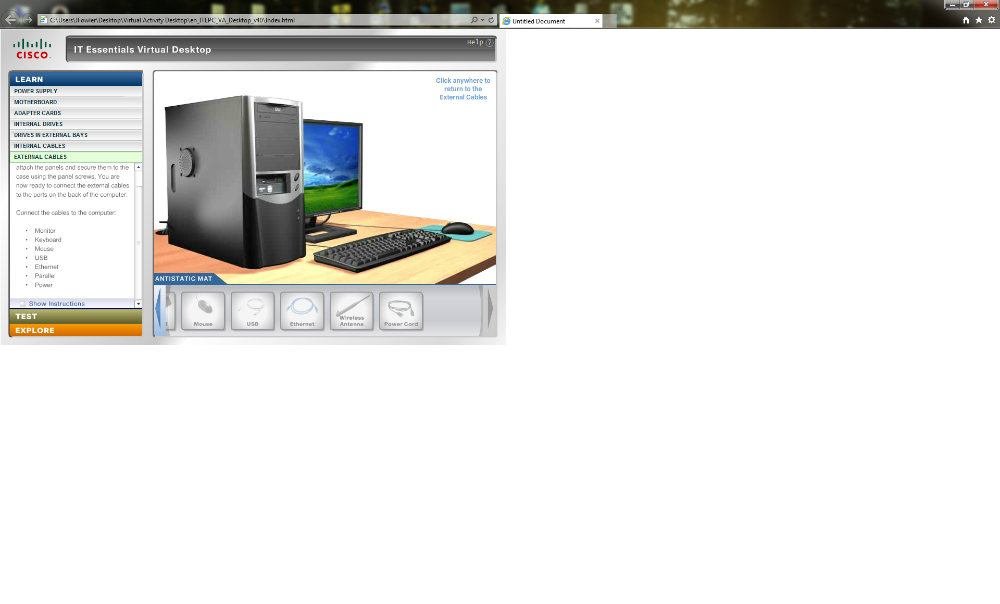 C:\Users\JFowler\Desktop\Virtual Activity Desktop\en_ITEPC_VA_Desktop_v40\Index.html
Untitled Document
CISCO
IT Essentials Virtual Desktop
Help ?
LEARN
POWER SUPPLY
MOTHERBOARD
ADAPTER CARDS
INTERNAL DRIVES
DRIVES IN EXTERNAL BAYS
INTERNAL CABLES
EXTERNAL CABLES
attach the panels and secure them to the
case using the panel screws. You are
now ready to connect the external cables
to the ports on the back of the computer.
Connect the cables to the computer:
• Monitor
• Keyboard
• Mouse
• USB
• Ethernet
• Parallel
• Power
Show Instructions
TEST
EXPLORE
Click anywhere to
return to the
External Cables
ANTISTATIC MAT
d
Mouse
USB
Ethernet
Wireless
Antenna
Power Cord